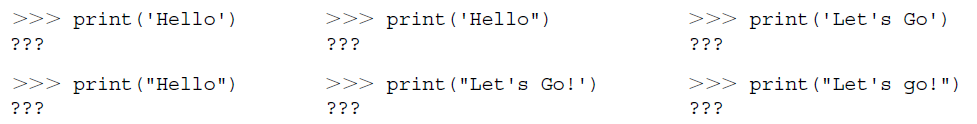 >>> print('Hello')
???
>>> print('Hello")
???
>>> print('Let's Go')
???
>>> print("Hello")
???
>>> print("Let's Go!')
???
>>> print("Let's go!")
???